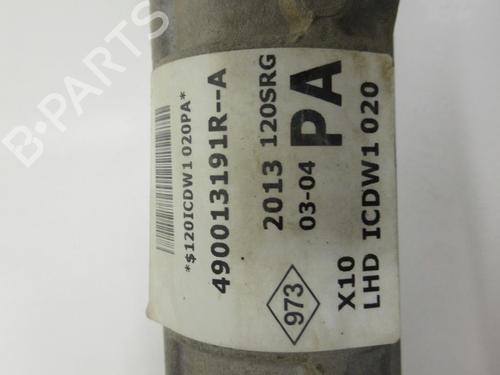 *$120ICDW1 020PA*
490013191R--A
2013 120SRG
03-04 PA
973
X10
LHD ICDW1 020
B-PARTS